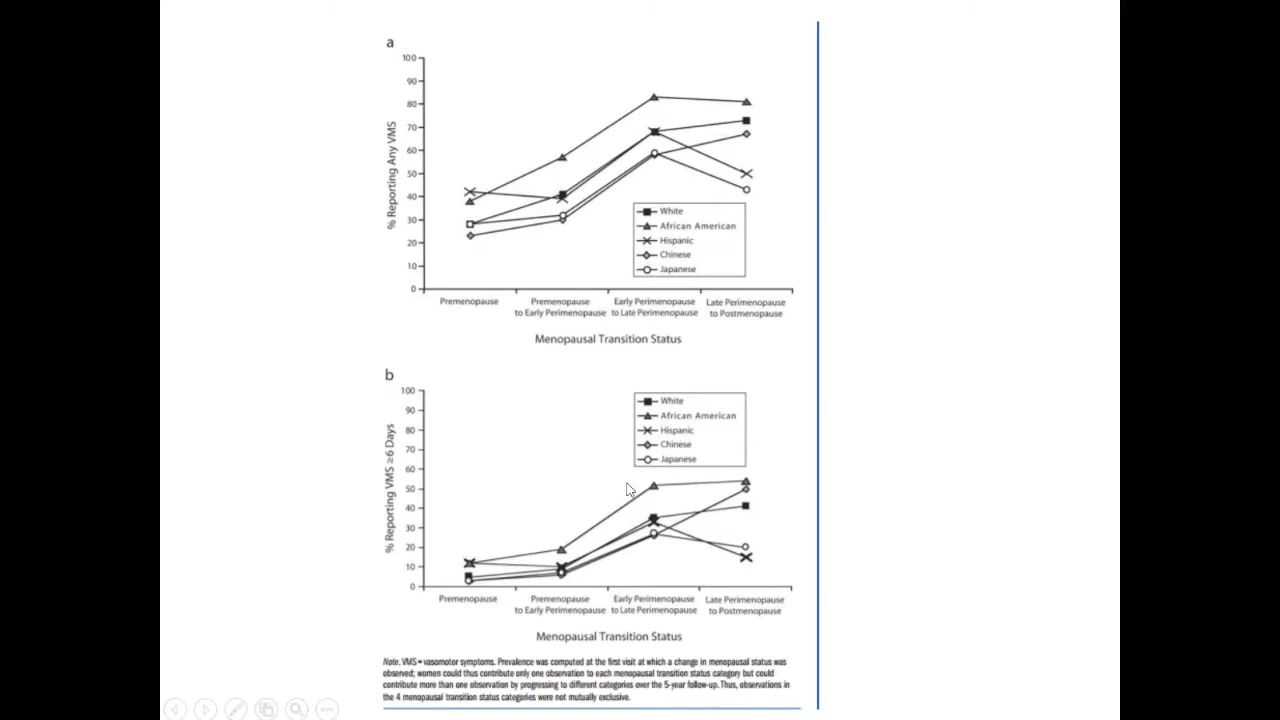 a
100
90
80
70
60
50
40
30
20
10
0
% Reporting Any VMS
White
African American
Hispanic
Chinese
Japanese
Premenopause
Premenopause
to Early Perimenopause
Early Perimenopause
to Late Perimenopause
Late Perimenopause
to Postmenopause
Menopausal Transition Status
b
100
90
80
70
60
50
40
30
20
10
0
% Reporting VMS ≥6 Days
White
African American
Hispanic
Chinese
Japanese
Premenopause
Premenopause
to Early Perimenopause
Early Perimenopause
to Late Perimenopause
Late Perimenopause
to Postmenopause
Menopausal Transition Status
Note. VMS = vasomotor symptoms. Prevalence was computed at the first visit at which a change in menopausal status was
observed; women could thus contribute only one observation to each menopausal transition status category but could
contribute more than one observation by progressing to different categories over the 5-year follow-up. Thus, observations in
the 4 menopausal transition status categories were not mutually exclusive.